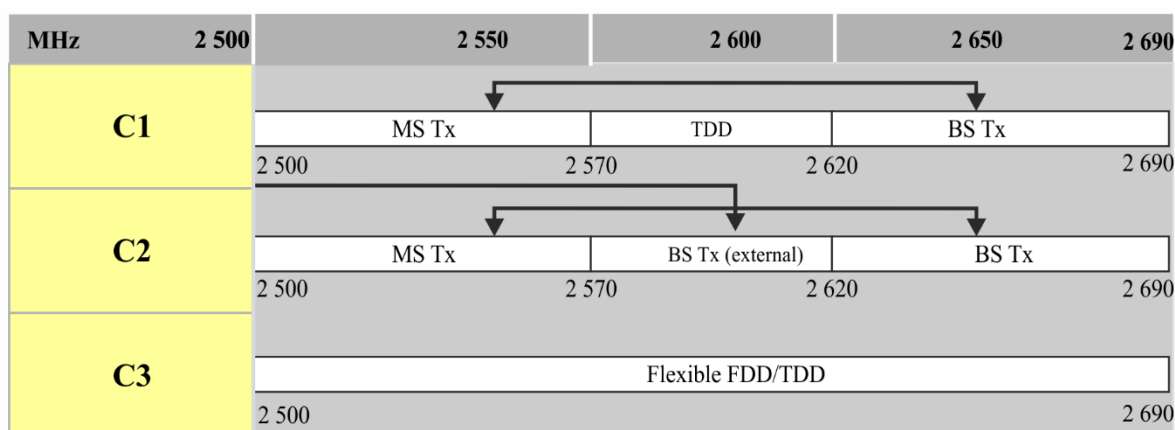 MHz 2 500 2 550 2 600 2 650 2 690
C1 MS Tx TDD BS Tx
2 500 2 570 2 620 2 690
C2 MS Tx BS Tx (external) BS Tx
2 500 2 570 2 620 2 690
C3 Flexible FDD/TDD
2 500 2 690